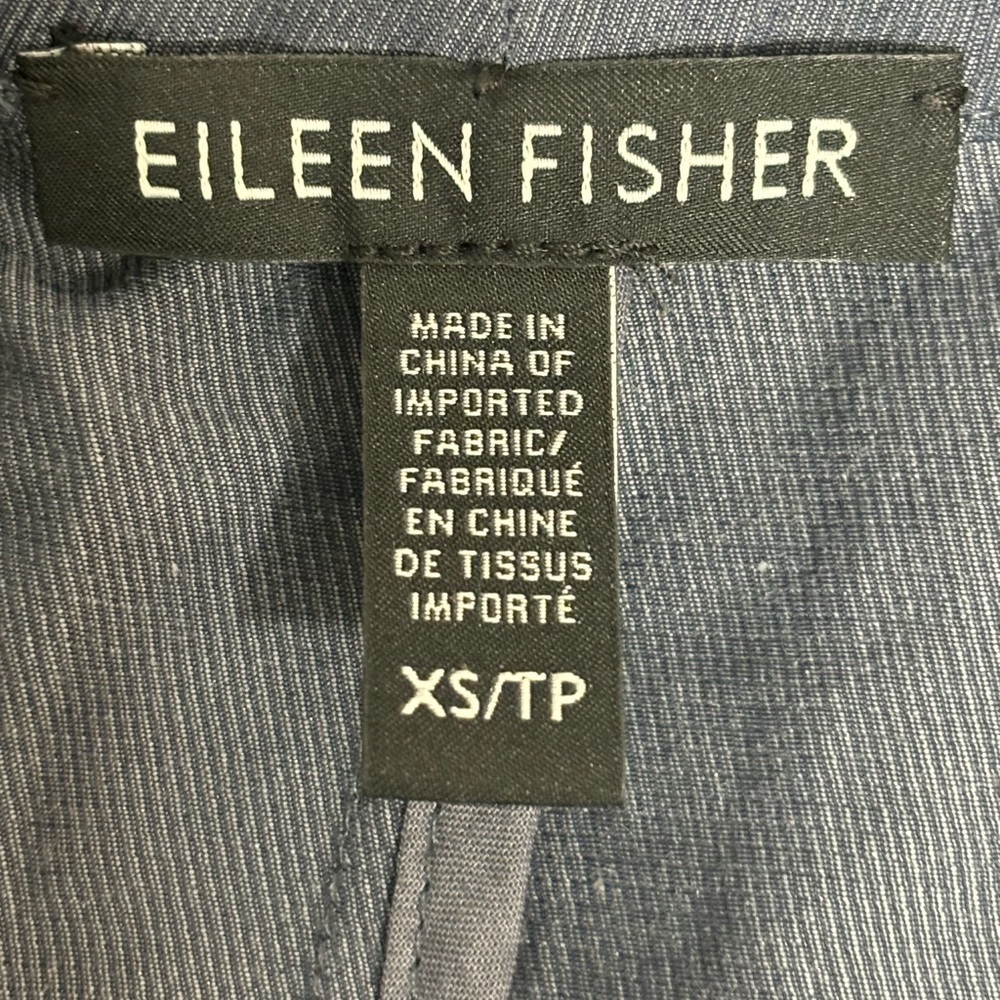 EILEEN FISHER
MADE IN
CHINA OF
IMPORTED
FABRIC/
FABRIQUÉ
EN CHINE
DE TISSUS
IMPORTÉ
XS/TP